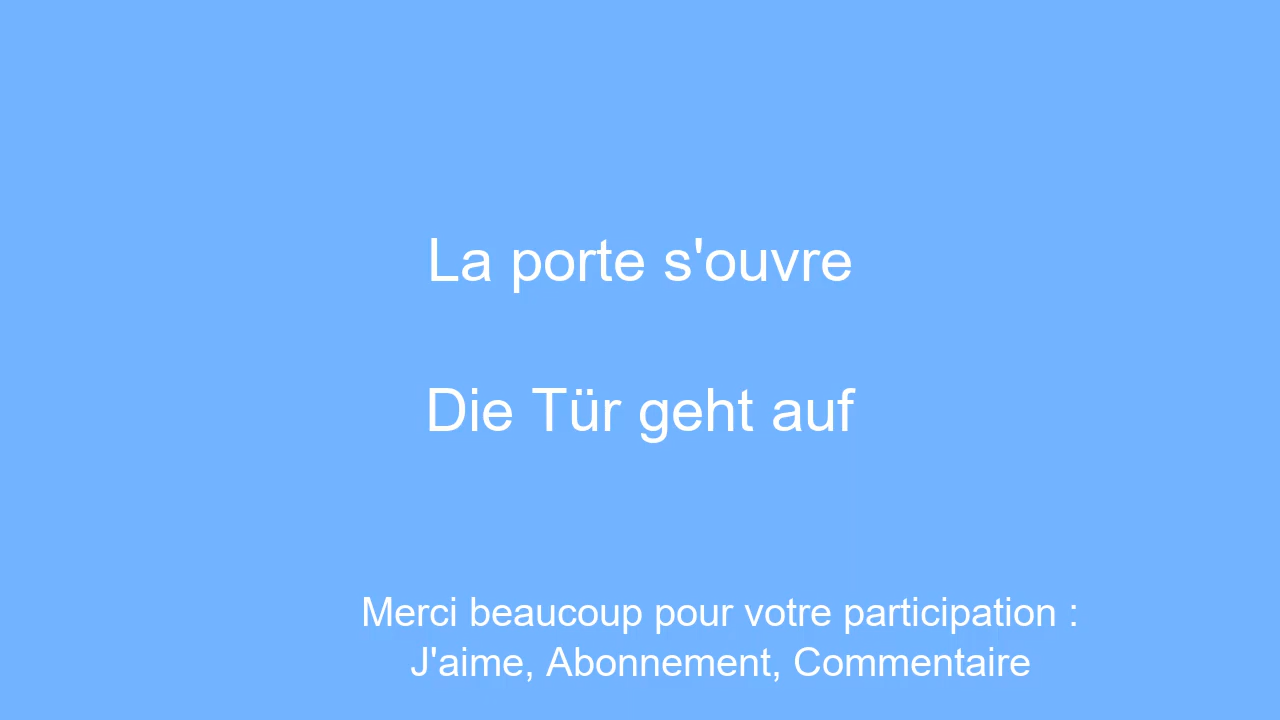 La porte s'ouvre
Die Tür geht auf
Merci beaucoup pour votre participation :
J'aime, Abonnement, Commentaire